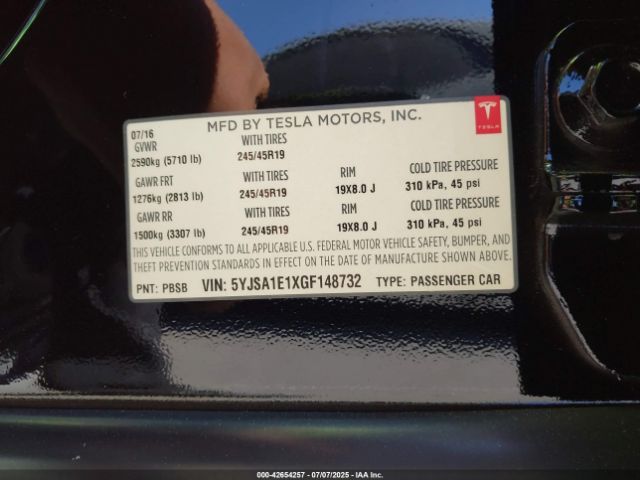 MFD BY TESLA MOTORS, INC.
TESLA
07/16
GVWR WITH TIRES
2590kg (5710 lb) 245/45R19
GAWR FRT WITH TIRES RIM COLD TIRE PRESSURE
1276kg (2813 lb) 245/45R19 19X8.0 J 310 kPa, 45 psi
GAWR RR WITH TIRES RIM COLD TIRE PRESSURE
1500kg (3307 lb) 245/45R19 19X8.0 J 310 kPa, 45 psi
THIS VEHICLE CONFORMS TO ALL APPLICABLE U.S. FEDERAL MOTOR VEHICLE SAFETY, BUMPER, AND
THEFT PREVENTION STANDARDS IN EFFECT ON THE DATE OF MANUFACTURE SHOWN ABOVE.
PNT: PBSB VIN: 5YJSA1E1XGF148732 TYPE: PASSENGER CAR
000-42654257 - 07/07/2025 - IAA Inc.